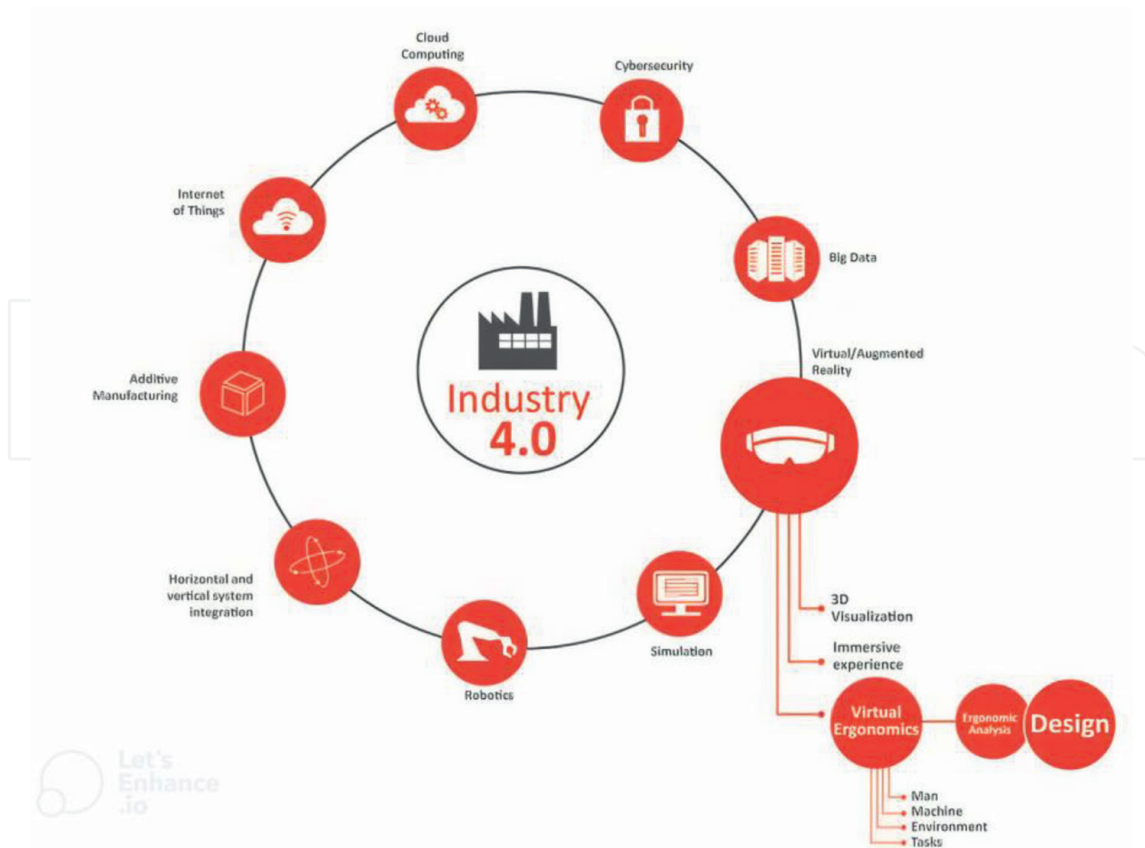 Cloud
Computing
Cybersecurity
Internet
of Things
Big Data
Virtual/Augmented
Reality
Additive
Manufacturing
Industry
4.0
Horizontal and
vertical system
integration
Robotics
Simulation
3D
Visualization
Immersive
experience
Virtual
Ergonomics
Ergonomic
Analysis
Design
Man
Machine
Environment
Tasks
Let's
Enhance
.io